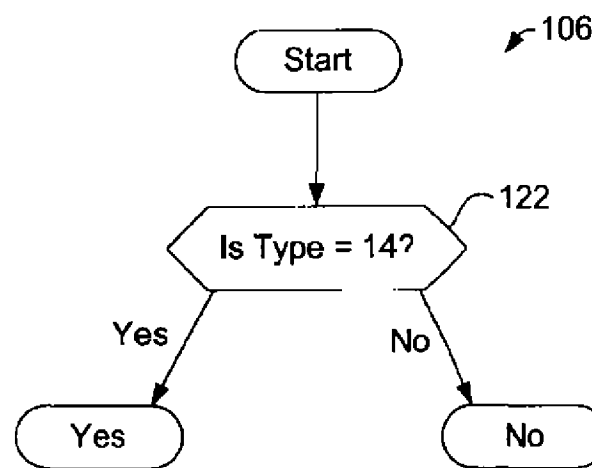 106
Start
122
Is Type = 14?
Yes
No
Yes
No